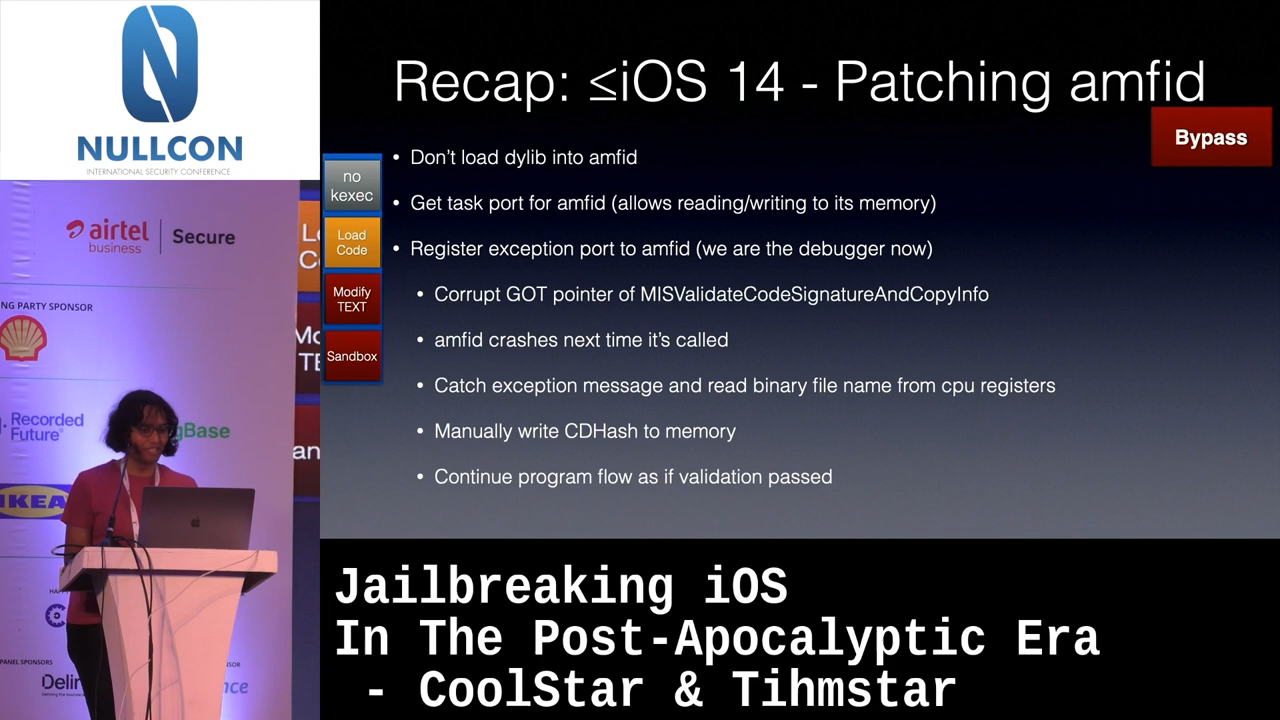 NULLCON
INTERNATIONAL SECURITY CONFERENCE
airtel
business
Secure
NG PARTY SPONSOR
Recorded
Future
gBase
IKEA
PANEL SPONSORS
Recap: ≤iOS 14 - Patching amfid
Bypass
no
kexec
Load
Code
Modify
TEXT
Sandbox
• Don't load dylib into amfid
• Get task port for amfid (allows reading/writing to its memory)
• Register exception port to amfid (we are the debugger now)
• Corrupt GOT pointer of MISValidateCodeSignatureAndCopyInfo
• amfid crashes next time it's called
• Catch exception message and read binary file name from cpu registers
• Manually write CDHash to memory
• Continue program flow as if validation passed
Jailbreaking iOS
In The Post-Apocalyptic Era
- CoolStar & Tihmstar